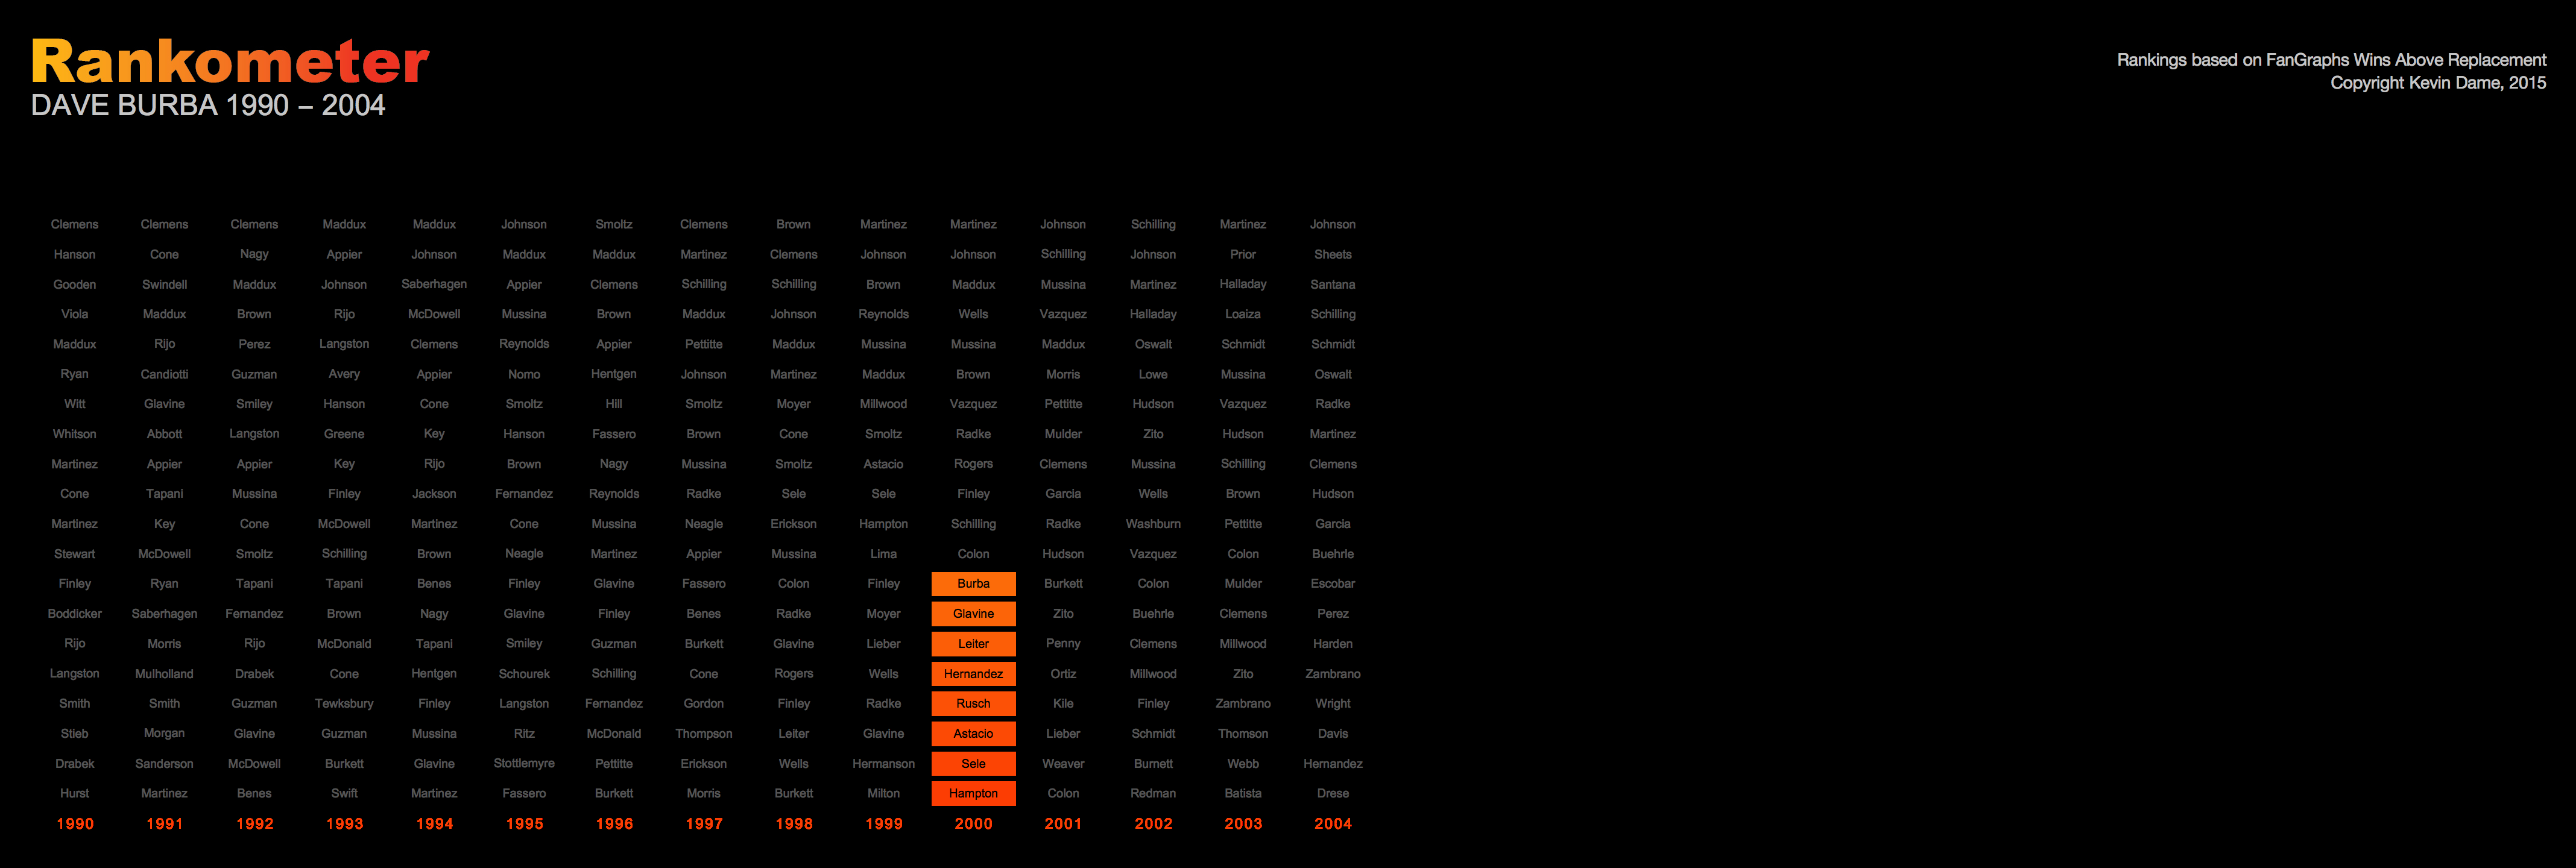 Rankometer
DAVE BURBA 1990 – 2004
Rankings based on FanGraphs Wins Above Replacement
Copyright Kevin Dame, 2015
Clemens Clemens Clemens Maddux Maddux Johnson Smoltz Clemens Brown Martinez Martinez Johnson Schilling Martinez Johnson
Hanson Cone Nagy Appier Johnson Maddux Maddux Martinez Clemens Johnson Johnson Schilling Johnson Prior Sheets
Gooden Swindell Maddux Johnson Saberhagen Appier Clemens Schilling Schilling Brown Maddux Mussina Martinez Halladay Santana
Viola Maddux Brown Rijo McDowell Mussina Brown Maddux Johnson Reynolds Wells Vazquez Halladay Loaiza Schilling
Maddux Rijo Perez Langston Clemens Reynolds Appier Pettitte Maddux Mussina Mussina Maddux Oswalt Schmidt Schmidt
Ryan Candiotti Guzman Avery Appier Nomo Hentgen Johnson Martinez Maddux Brown Morris Lowe Mussina Oswalt
Witt Glavine Smiley Hanson Cone Smoltz Hill Smoltz Moyer Millwood Vazquez Pettitte Hudson Vazquez Radke
Whitson Abbott Langston Greene Key Hanson Fassero Brown Cone Smoltz Radke Mulder Zito Hudson Martinez
Martinez Appier Appier Key Rijo Brown Nagy Mussina Smoltz Astacio Rogers Clemens Mussina Schilling Clemens
Cone Tapani Mussina Finley Jackson Fernandez Reynolds Radke Sele Sele Finley Garcia Wells Brown Hudson
Martinez Key Cone McDowell Martinez Cone Mussina Neagle Erickson Hampton Schilling Radke Washburn Pettitte Garcia
Stewart McDowell Smoltz Schilling Brown Neagle Martinez Appier Mussina Lima Colon Hudson Vazquez Colon Buehrle
Finley Ryan Tapani Tapani Benes Finley Glavine Fassero Colon Finley Burba Burkett Colon Mulder Escobar
Boddicker Saberhagen Fernandez Brown Nagy Glavine Finley Benes Radke Moyer Glavine Zito Buehrle Clemens Perez
Rijo Morris Rijo McDonald Tapani Smiley Guzman Burkett Glavine Lieber Leiter Penny Clemens Millwood Harden
Langston Mulholland Drabek Cone Hentgen Schourek Schilling Cone Rogers Wells Hernandez Ortiz Millwood Zito Zambrano
Smith Smith Guzman Tewksbury Finley Langston Fernandez Gordon Finley Radke Rusch Kile Finley Zambrano Wright
Stieb Morgan Glavine Guzman Mussina Ritz McDonald Thompson Leiter Glavine Astacio Lieber Schmidt Thomson Davis
Drabek Sanderson McDowell Burkett Glavine Stottlemyre Pettitte Erickson Wells Hermanson Sele Weaver Burnett Webb Hernandez
Hurst Martinez Benes Swift Martinez Fassero Burkett Morris Burkett Milton Hampton Colon Redman Batista Drese
1990 1991 1992 1993 1994 1995 1996 1997 1998 1999 2000 2001 2002 2003 2004